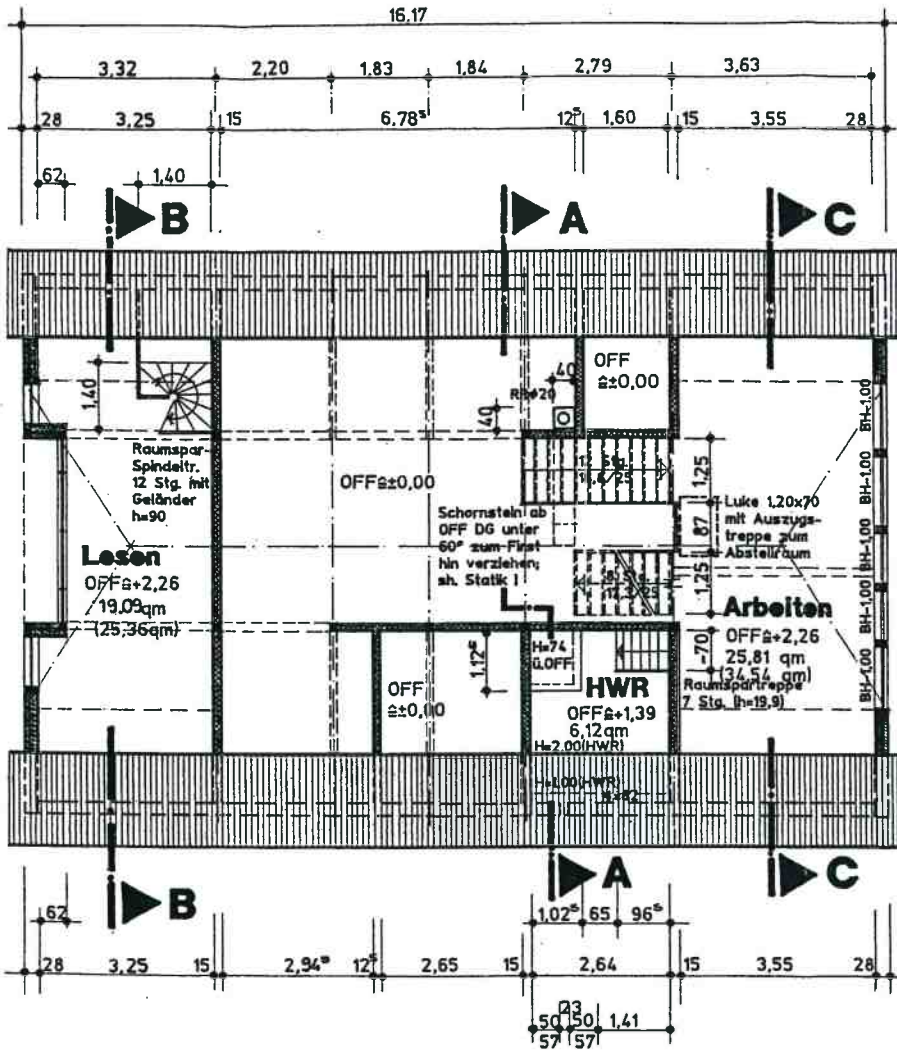 16,17
3,32 2,20 1,83 1,84 2,79 3,63
28 3,25 15 6,78⁵ 12⁵ 1,60 15 3,55 28
62 1,40
B A C
OFF
≙±0,00
40
40
1,40
Raumspar-
Spindeltr.
12 Stg. mit
Geländer
h=90
OFF≙±0,00
Schornstein ab
OFF DG unter
60° zum First
hin verziehen;
sh. Statik !
1,25
87
1,25
-70
Luke 1,20x70
mit Auszugs-
treppe zum
Abstellraum
BH=1,00
BH=1,00
BH=1,00
BH=1,00
BH=1,00
Lesen
OFF≙+2,26
19,09qm
(25,36qm)
Arbeiten
OFF≙+2,26
25,81 qm
(34,54 qm)
Raumspartreppe
7 Stg. (h=19,9)
OFF
≙±0,00
1,12⁵
H=74
ü.OFF
HWR
OFF≙+1,39
6,12qm
H=2,00(HWR)
H=1,00(HWR)
B A C
62 1,02⁵ 65 96⁵
28 3,25 15 2,94⁵ 12⁵ 2,65 15 2,64 15 3,55 28
23
50 50 1,41
57 57